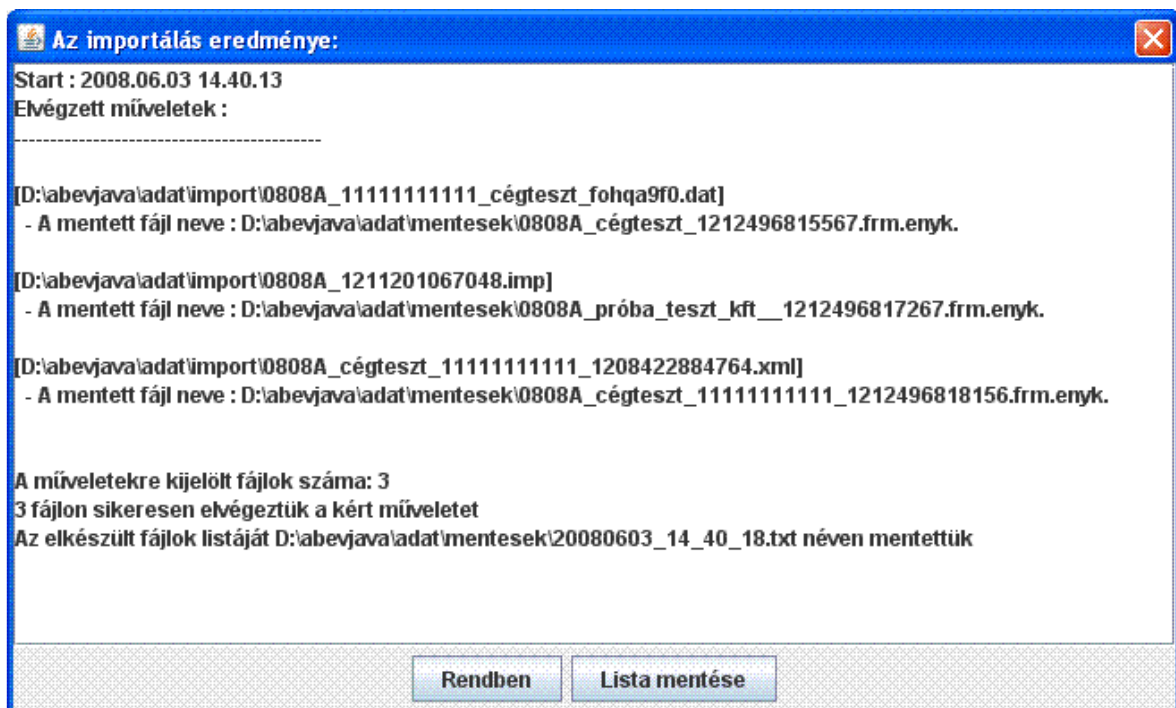 Az importálás eredménye:
Start : 2008.06.03 14.40.13
Elvégzett műveletek :
-------------------------------------------
[D:\abevjava\adat\import\0808A_11111111111_cégteszt_fohqa9f0.dat]
- A mentett fájl neve : D:\abevjava\adat\mentesek\0808A_cégteszt_1212496815567.frm.enyk.
[D:\abevjava\adat\import\0808A_1211201067048.imp]
- A mentett fájl neve : D:\abevjava\adat\mentesek\0808A_próba_teszt_kft__1212496817267.frm.enyk.
[D:\abevjava\adat\import\0808A_cégteszt_11111111111_1208422884764.xml]
- A mentett fájl neve : D:\abevjava\adat\mentesek\0808A_cégteszt_11111111111_1212496818156.frm.enyk.
A műveletekre kijelölt fájlok száma: 3
3 fájlon sikeresen elvégeztük a kért műveletet
Az elkészült fájlok listáját D:\abevjava\adat\mentesek\20080603_14_40_18.txt néven mentettük
Rendben
Lista mentése